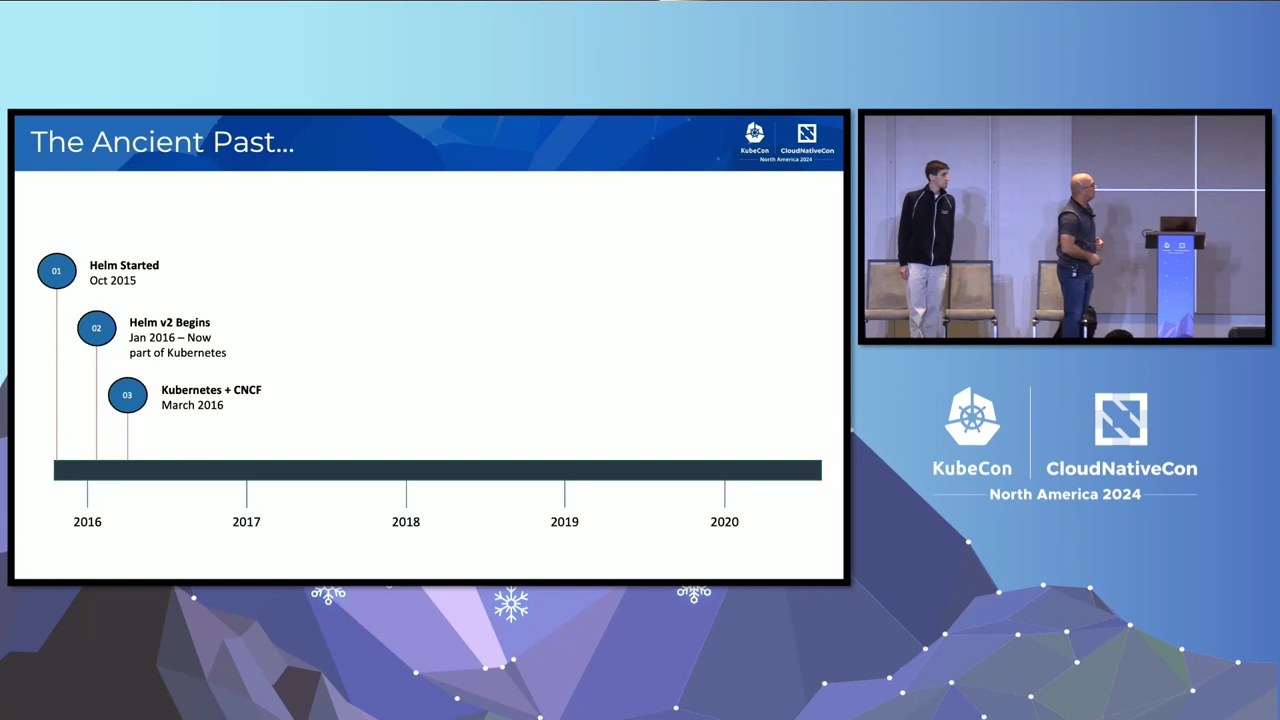 The Ancient Past...
KubeCon
CloudNativeCon
North America 2024
01
Helm Started
Oct 2015
02
Helm v2 Begins
Jan 2016 – Now
part of Kubernetes
03
Kubernetes + CNCF
March 2016
2016
2017
2018
2019
2020
KubeCon
CloudNativeCon
North America 2024